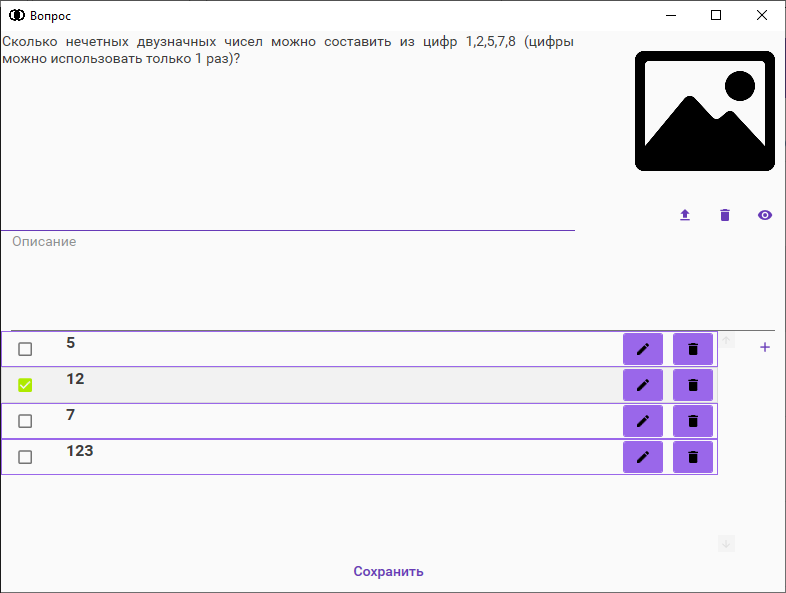 Вопрос
Сколько нечетных двузначных чисел можно составить из цифр 1,2,5,7,8 (цифры
можно использовать только 1 раз)?
Описание
5
12
7
123
Сохранить